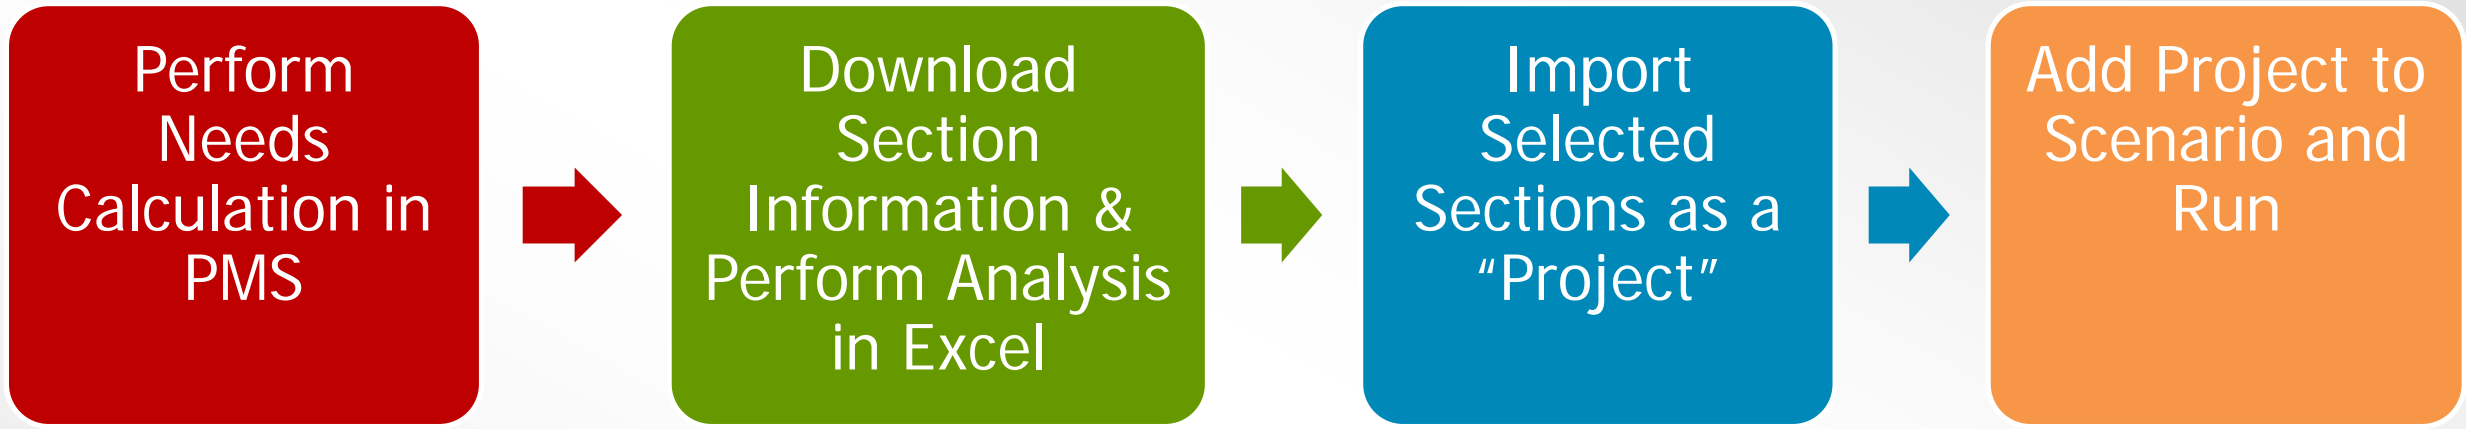 Perform
Needs
Calculation in
PMS
Download
Section
Information &
Perform Analysis
in Excel
Import
Selected
Sections as a
“Project”
Add Project to
Scenario and
Run